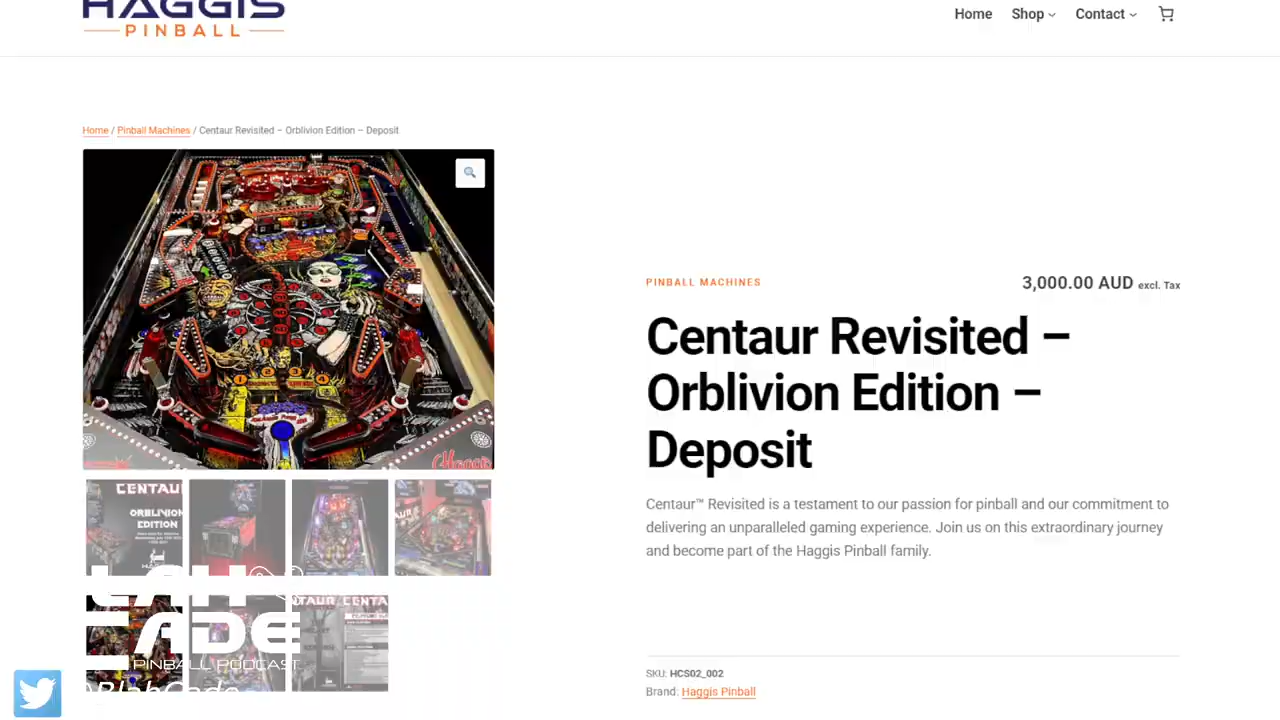 HAGGIS
PINBALL
Home
Shop
Contact
Home / Pinball Machines / Centaur Revisited – Orblivion Edition – Deposit
PINBALL MACHINES
3,000.00 AUD excl. Tax
Centaur Revisited –
Orblivion Edition –
Deposit
Centaur™ Revisited is a testament to our passion for pinball and our commitment to
delivering an unparalleled gaming experience. Join us on this extraordinary journey
and become part of the Haggis Pinball family.
CENTAU
ORBLIVION
EDITION
PINBALL PODCAST
@BlahCade
SKU: HCS02_002
Brand: Haggis Pinball